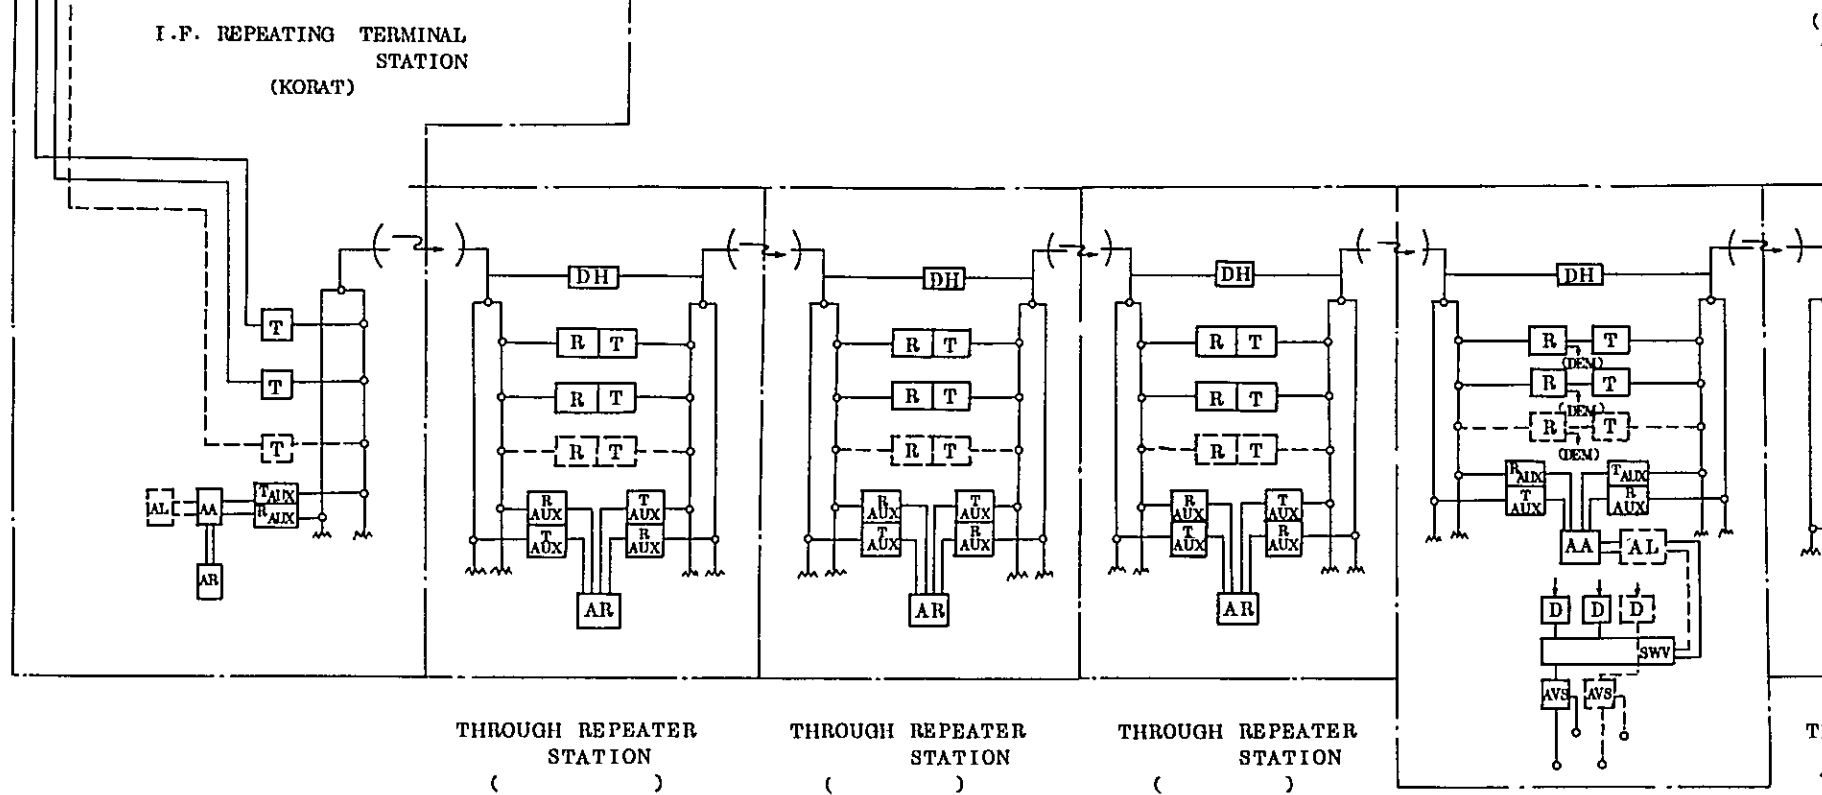 I.F. REPEATING TERMINAL
STATION
(KORAT)
(
DH
DH
DH
DH
T
T
T
AL
AA
T AUX
R AUX
AR
R T
R T
R T
R AUX
T AUX
T AUX
R AUX
AR
R T
R T
R T
R AUX
T AUX
T AUX
R AUX
AR
R T
R T
R T
R AUX
T AUX
T AUX
R AUX
AR
R T
(DEM)
R T
(DEM)
R T
(DEM)
R AUX
T AUX
T AUX
R AUX
AA
AL
D
D
D
SWV
AVS
AVS
THROUGH REPEATER
STATION
( )
THROUGH REPEATER
STATION
( )
THROUGH REPEATER
STATION
( )